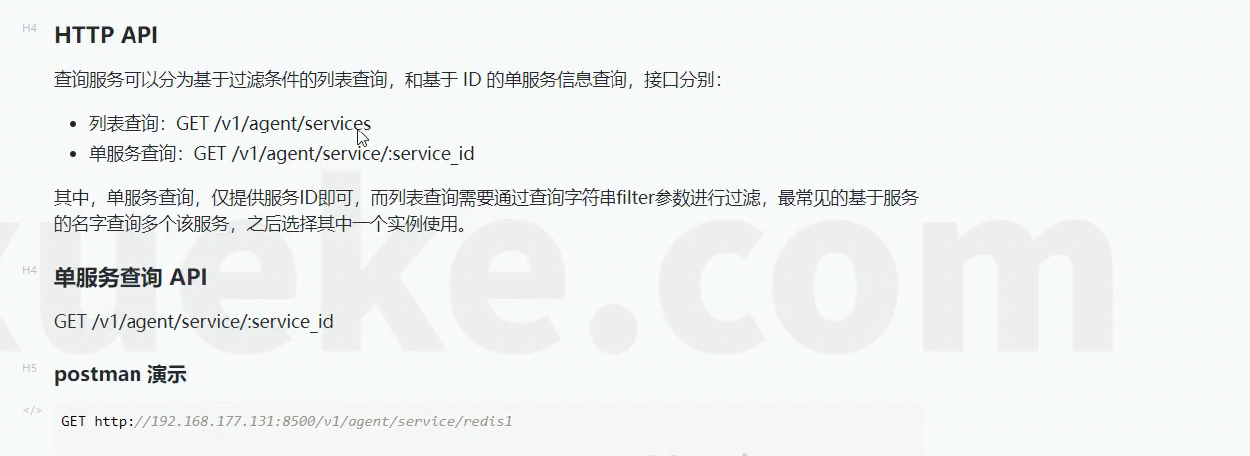 H4
HTTP API
查询服务可以分为基于过滤条件的列表查询，和基于 ID 的单服务信息查询，接口分别：
列表查询：GET /v1/agent/services
单服务查询：GET /v1/agent/service/:service_id
其中，单服务查询，仅提供服务ID即可，而列表查询需要通过查询字符串filter参数进行过滤，最常见的基于服务
的名字查询多个该服务，之后选择其中一个实例使用。
xueke.com
H4
单服务查询 API
GET /v1/agent/service/:service_id
H5
postman 演示
</>
GET http://192.168.177.131:8500/v1/agent/service/redis1